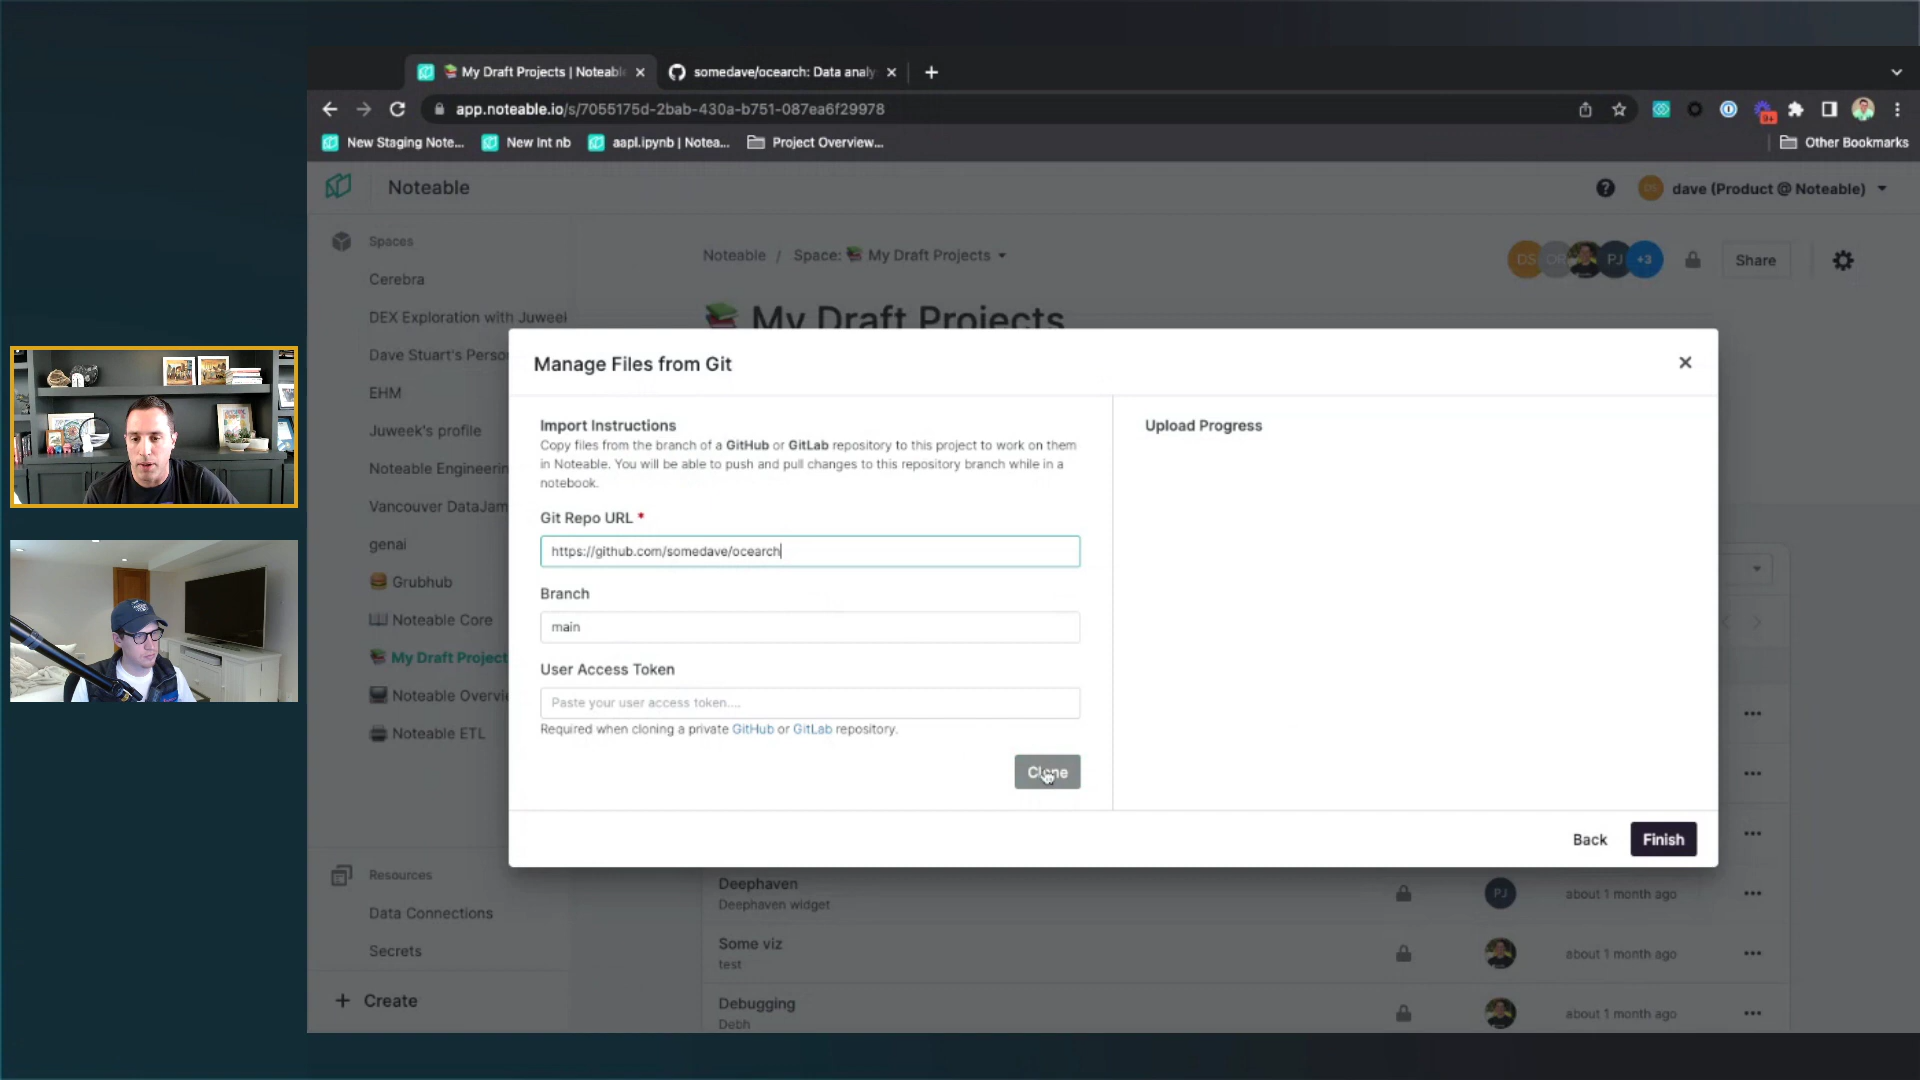 My Draft Projects | Noteabl
somedave/ocearch: Data analy
app.noteable.io/s/7055175d-2bab-430a-b751-087ea6f29978
9+
New Staging Note...
New Int nb
aapl.ipynb | Notea...
Project Overview...
Other Bookmarks
Noteable
DS
dave (Product @ Noteable)
Spaces
Cerebra
DEX Exploration with Juweek
Dave Stuart's Perso
EHM
Juweek's profile
Noteable Engineerin
Vancouver DataJam
genai
Grubhub
Noteable Core
My Draft Project
Noteable Overvi
Noteable ETL
Resources
Data Connections
Secrets
+ Create
Noteable / Space: My Draft Projects
DS
DR
PJ
+3
Share
My Draft Projects
Manage Files from Git
Import Instructions
Copy files from the branch of a GitHub or GitLab repository to this project to work on them
in Noteable. You will be able to push and pull changes to this repository branch while in a
notebook.
Git Repo URL *
https://github.com/somedave/ocearch
Branch
main
User Access Token
Paste your user access token....
Required when cloning a private GitHub or GitLab repository.
Clone
Upload Progress
Back
Finish
Deephaven
Deephaven widget
PJ
about 1 month ago
Some viz
test
about 1 month ago
Debugging
Debh
about 1 month ago